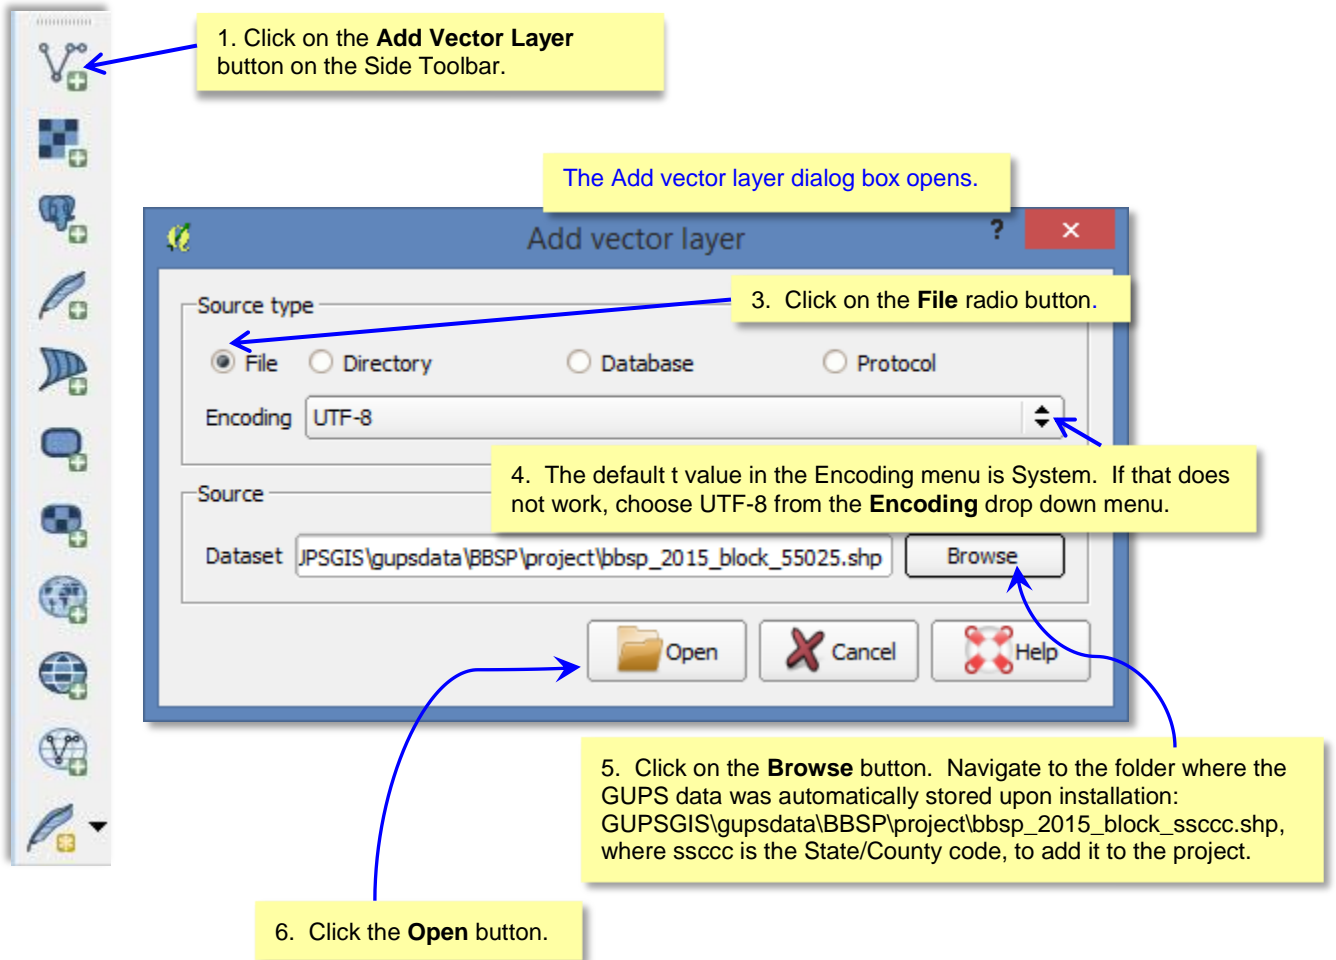 1. Click on the Add Vector Layer
button on the Side Toolbar.
The Add vector layer dialog box opens.
Add vector layer
?
×
3. Click on the File radio button.
Source type
File
Directory
Database
Protocol
Encoding
UTF-8
4. The default t value in the Encoding menu is System. If that does
not work, choose UTF-8 from the Encoding drop down menu.
Source
Dataset
JPSGIS\gupsdata\BBSP\project\bbsp_2015_block_55025.shp
Browse
Open
Cancel
Help
5. Click on the Browse button. Navigate to the folder where the
GUPS data was automatically stored upon installation:
GUPSGIS\gupsdata\BBSP\project\bbsp_2015_block_ssccc.shp,
where ssccc is the State/County code, to add it to the project.
6. Click the Open button.